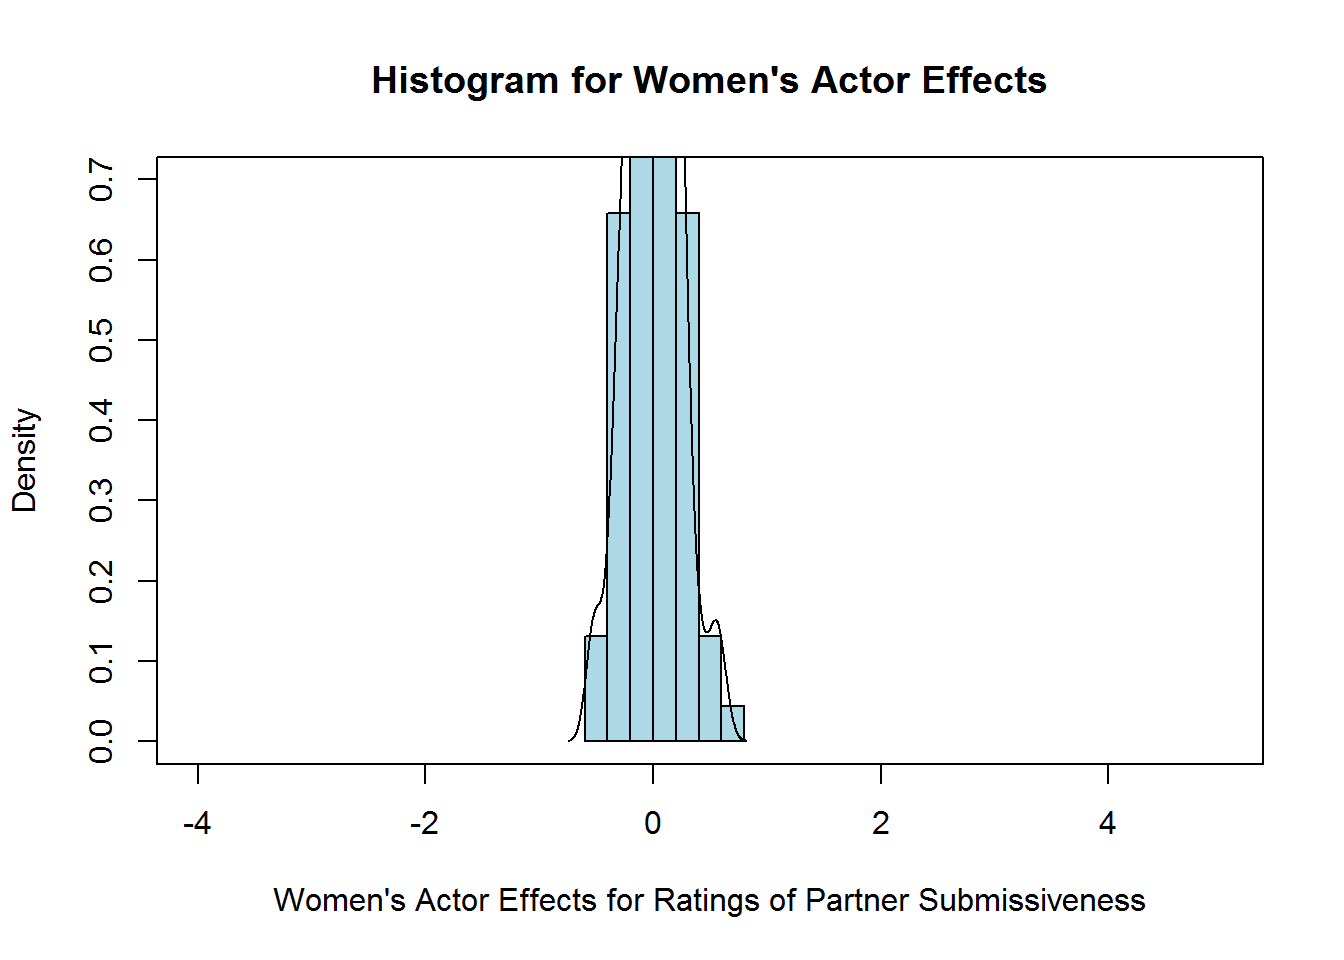 Histogram for Women's Actor Effects
Density
0.7
0.6
0.5
0.4
0.3
0.2
0.1
0.0
-4 -2 0 2 4
Women's Actor Effects for Ratings of Partner Submissiveness